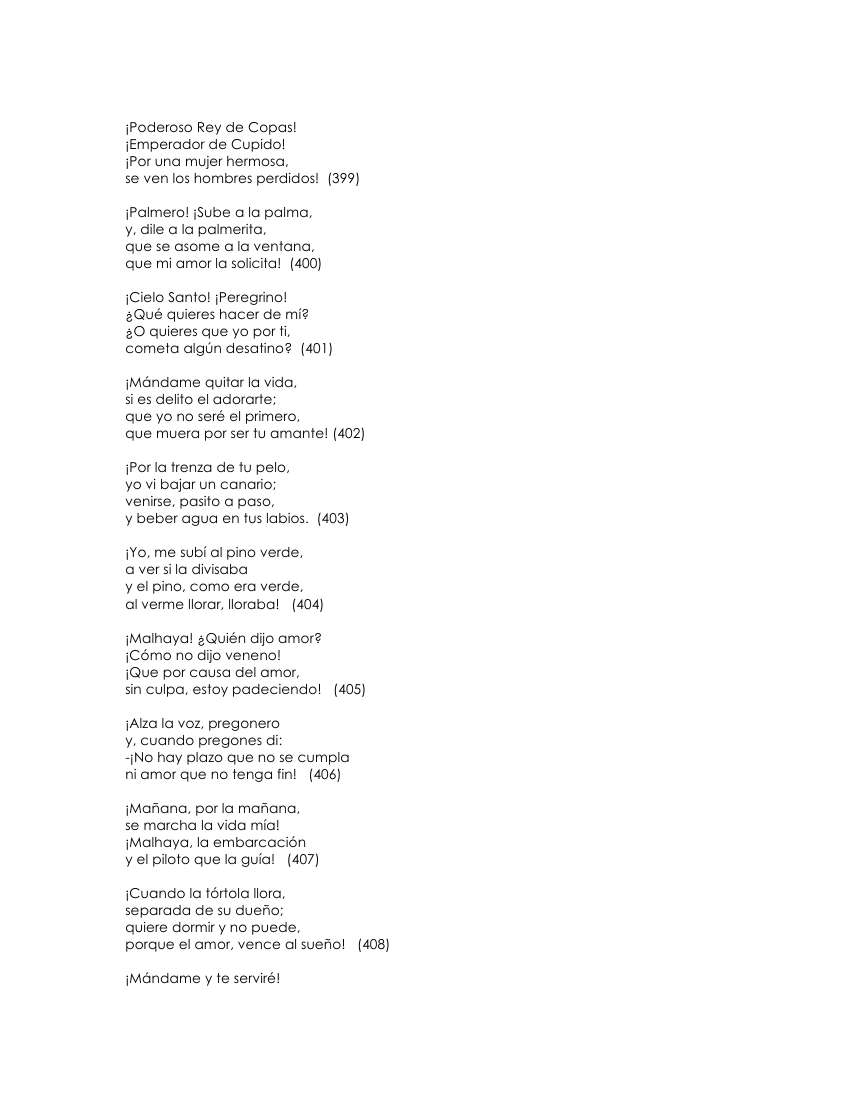 ¡Poderoso Rey de Copas!
¡Emperador de Cupido!
¡Por una mujer hermosa,
se ven los hombres perdidos!  (399)

¡Palmero! ¡Sube a la palma,
y, dile a la palmerita,
que se asome a la ventana,
que mi amor la solicita!  (400)

¡Cielo Santo! ¡Peregrino!
¿Qué quieres hacer de mí?
¿O quieres que yo por ti,
cometa algún desatino?  (401)

¡Mándame quitar la vida,
si es delito el adorarte;
que yo no seré el primero,
que muera por ser tu amante! (402)

¡Por la trenza de tu pelo,
yo vi bajar un canario;
venirse, pasito a paso,
y beber agua en tus labios.  (403)

¡Yo, me subí al pino verde,
a ver si la divisaba
y el pino, como era verde,
al verme llorar, lloraba!   (404)

¡Malhaya! ¿Quién dijo amor?
¡Cómo no dijo veneno!
¡Que por causa del amor,
sin culpa, estoy padeciendo!   (405)

¡Alza la voz, pregonero
y, cuando pregones di:
-¡No hay plazo que no se cumpla
ni amor que no tenga fin!   (406)

¡Mañana, por la mañana,
se marcha la vida mía!
¡Malhaya, la embarcación
y el piloto que la guía!   (407)

¡Cuando la tórtola llora,
separada de su dueño;
quiere dormir y no puede,
porque el amor, vence al sueño!   (408)

¡Mándame y te serviré!